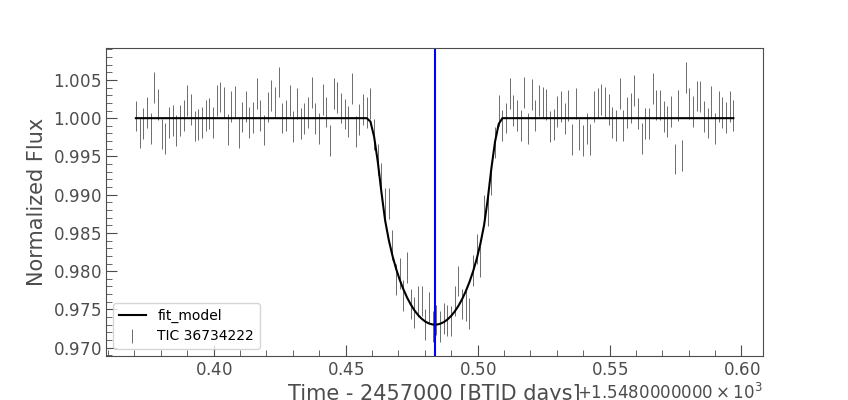 1.005
1.000
0.995
0.990
0.985
0.980
0.975
0.970
Normalized Flux
fit_model
TIC 36734222
0.40 0.45 0.50 0.55 0.60
Time - 2457000 [BTJD days]
+1.5480000000 × 10³